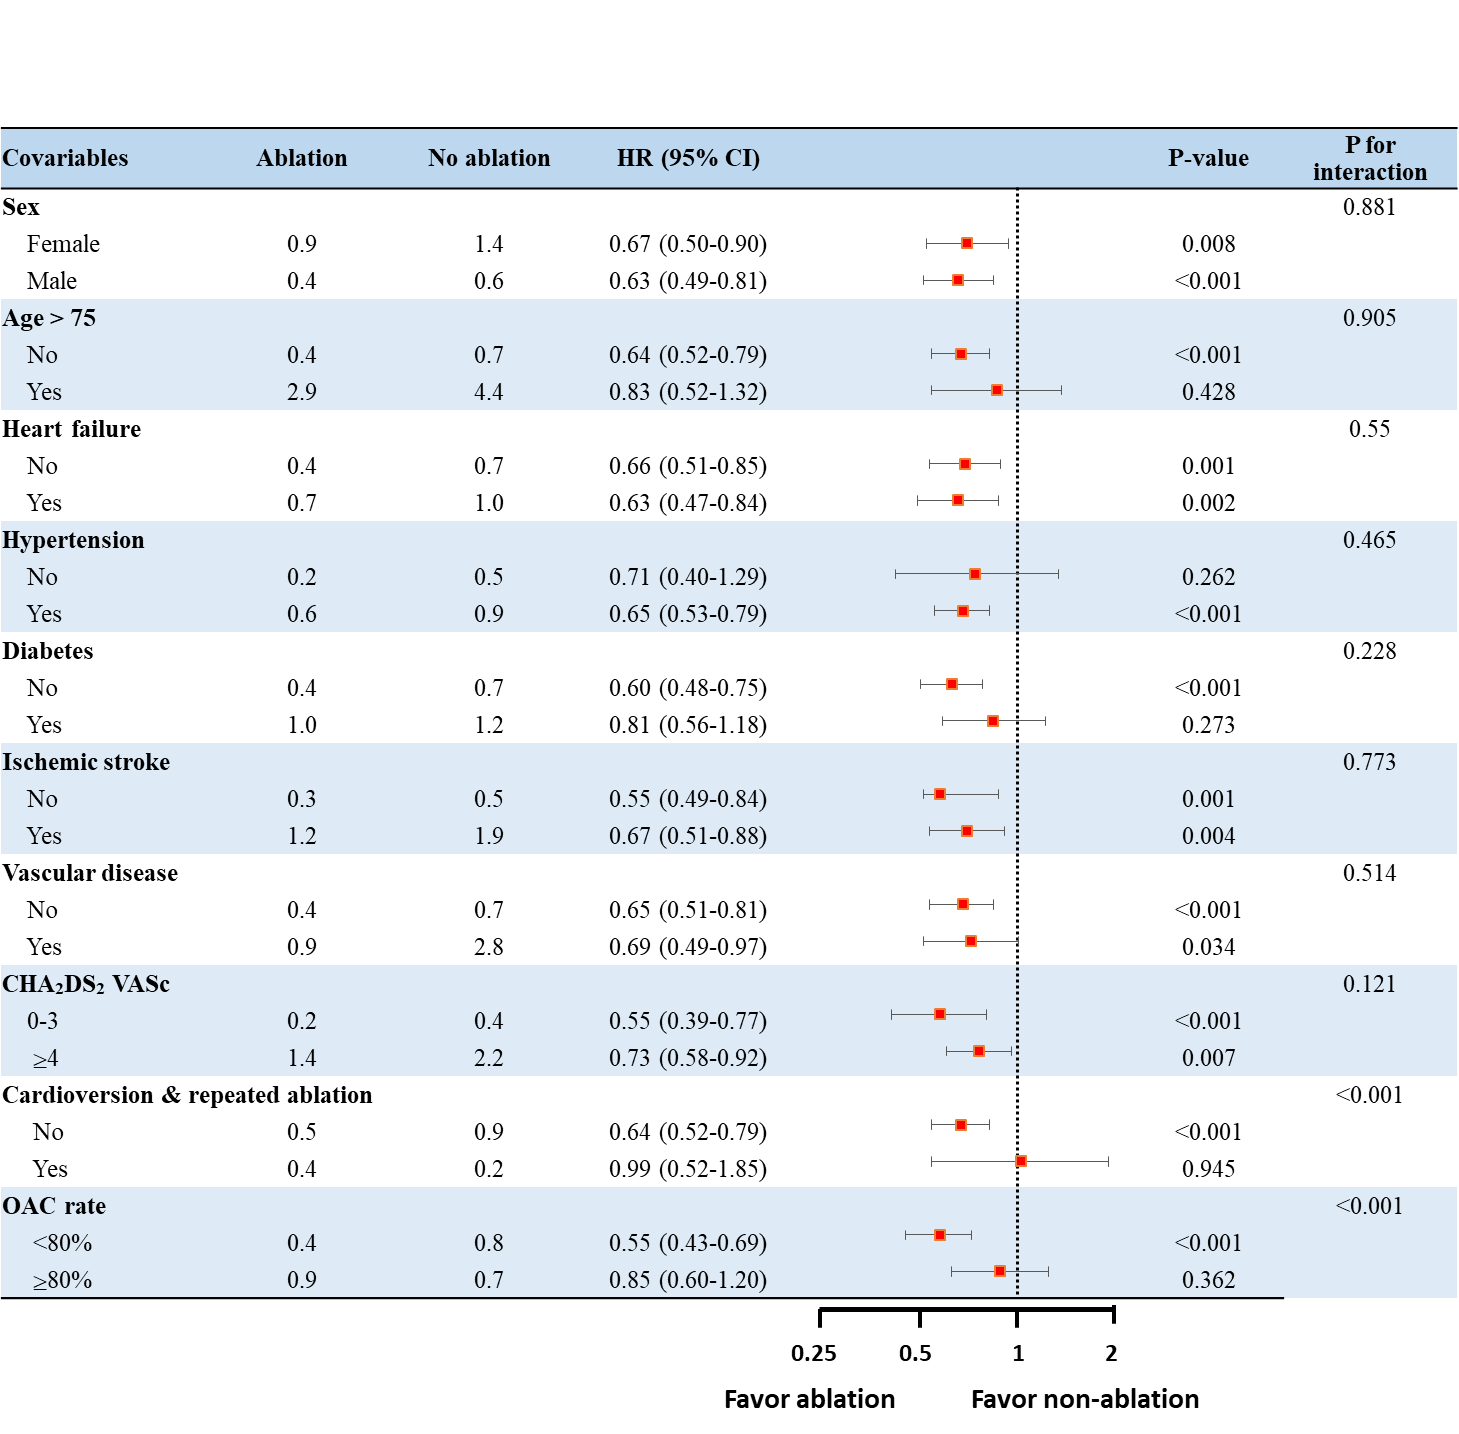 Covariables Ablation No ablation HR (95% CI) P-value P for interaction
Sex 0.881
Female 0.9 1.4 0.67 (0.50-0.90) 0.008
Male 0.4 0.6 0.63 (0.49-0.81) <0.001
Age > 75 0.905
No 0.4 0.7 0.64 (0.52-0.79) <0.001
Yes 2.9 4.4 0.83 (0.52-1.32) 0.428
Heart failure 0.55
No 0.4 0.7 0.66 (0.51-0.85) 0.001
Yes 0.7 1.0 0.63 (0.47-0.84) 0.002
Hypertension 0.465
No 0.2 0.5 0.71 (0.40-1.29) 0.262
Yes 0.6 0.9 0.65 (0.53-0.79) <0.001
Diabetes 0.228
No 0.4 0.7 0.60 (0.48-0.75) <0.001
Yes 1.0 1.2 0.81 (0.56-1.18) 0.273
Ischemic stroke 0.773
No 0.3 0.5 0.55 (0.49-0.84) 0.001
Yes 1.2 1.9 0.67 (0.51-0.88) 0.004
Vascular disease 0.514
No 0.4 0.7 0.65 (0.51-0.81) <0.001
Yes 0.9 2.8 0.69 (0.49-0.97) 0.034
CHA₂DS₂ VASc 0.121
0-3 0.2 0.4 0.55 (0.39-0.77) <0.001
≥4 1.4 2.2 0.73 (0.58-0.92) 0.007
Cardioversion & repeated ablation <0.001
No 0.5 0.9 0.64 (0.52-0.79) <0.001
Yes 0.4 0.2 0.99 (0.52-1.85) 0.945
OAC rate <0.001
<80% 0.4 0.8 0.55 (0.43-0.69) <0.001
≥80% 0.9 0.7 0.85 (0.60-1.20) 0.362
0.25 0.5 1 2
Favor ablation Favor non-ablation